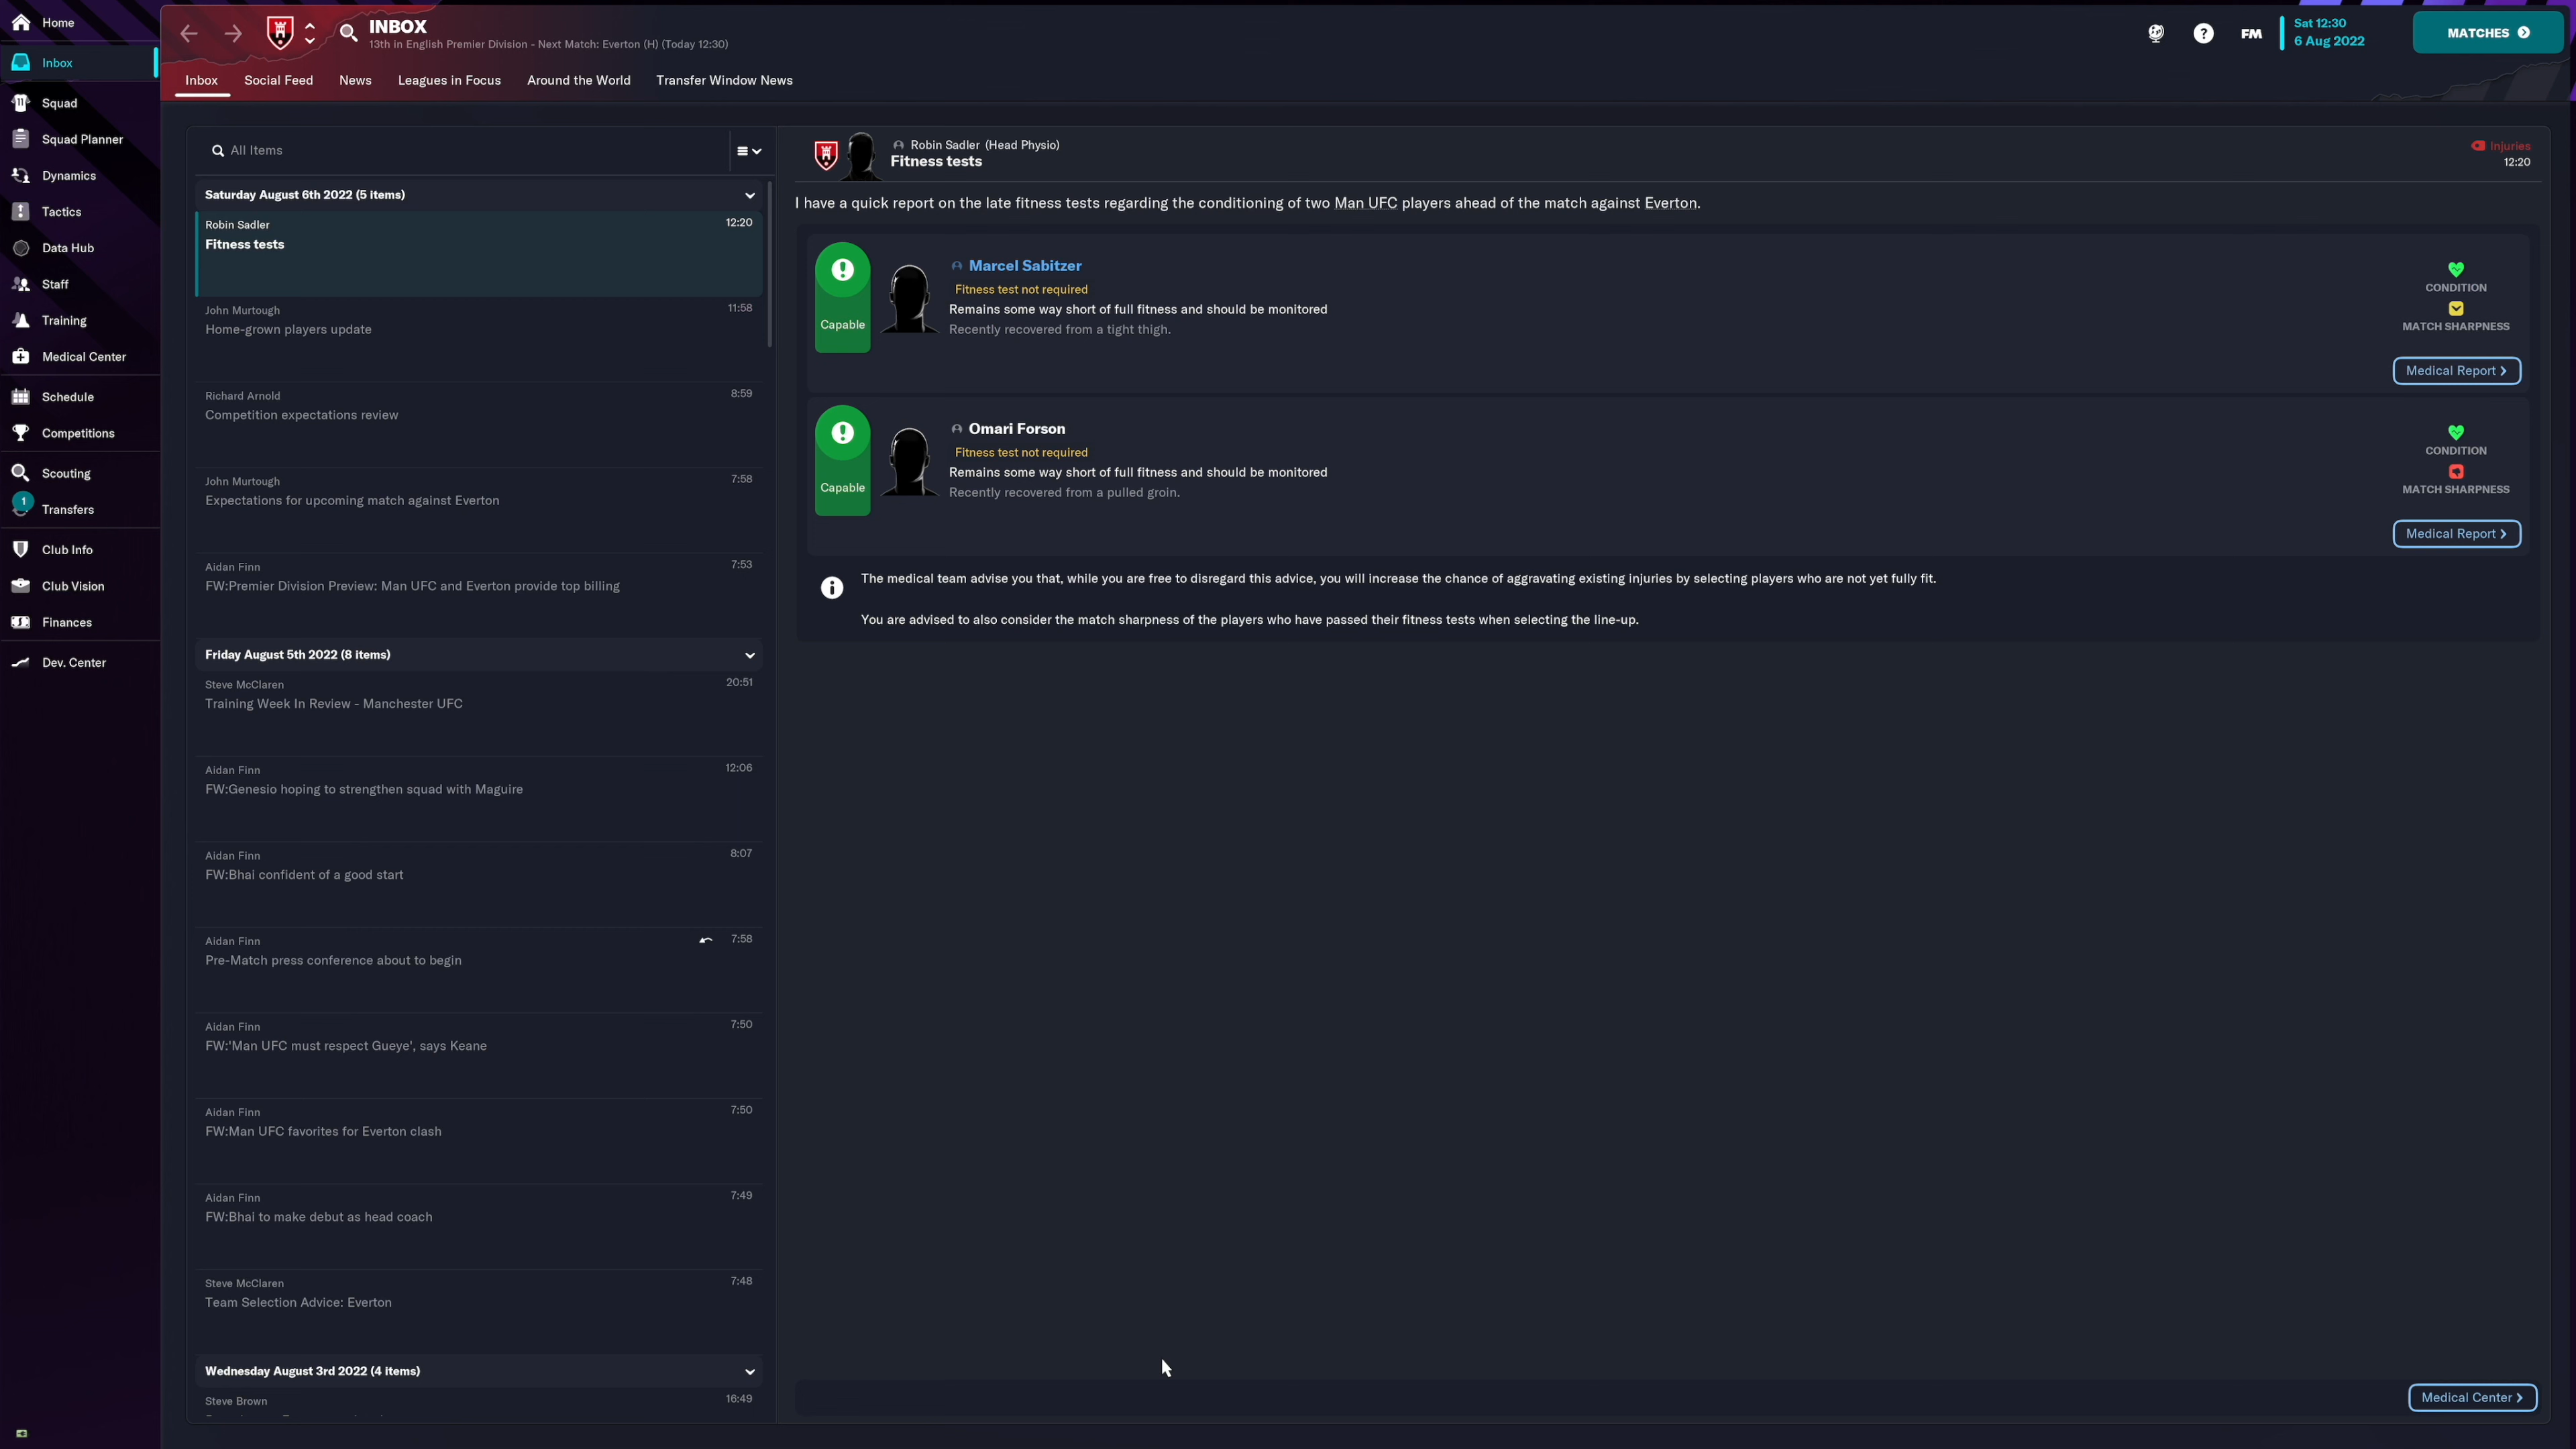 Home
Inbox
Squad
Squad Planner
Dynamics
Tactics
Data Hub
Staff
Training
Medical Center
Schedule
Competitions
Scouting
1
Transfers
Club Info
Club Vision
Finances
Dev. Center
INBOX
13th in English Premier Division - Next Match: Everton (H) (Today 12:30)
FM
Sat 12:30
6 Aug 2022
MATCHES
Inbox Social Feed News Leagues in Focus Around the World Transfer Window News
All Items
Saturday August 6th 2022 (5 items)
Robin Sadler 12:20
Fitness tests
John Murtough 11:58
Home-grown players update
Richard Arnold 8:59
Competition expectations review
John Murtough 7:58
Expectations for upcoming match against Everton
Aidan Finn 7:53
FW:Premier Division Preview: Man UFC and Everton provide top billing
Friday August 5th 2022 (8 items)
Steve McClaren 20:51
Training Week In Review - Manchester UFC
Aidan Finn 12:06
FW:Genesio hoping to strengthen squad with Maguire
Aidan Finn 8:07
FW:Bhai confident of a good start
Aidan Finn 7:58
Pre-Match press conference about to begin
Aidan Finn 7:50
FW:'Man UFC must respect Gueye', says Keane
Aidan Finn 7:50
FW:Man UFC favorites for Everton clash
Aidan Finn 7:49
FW:Bhai to make debut as head coach
Steve McClaren 7:48
Team Selection Advice: Everton
Wednesday August 3rd 2022 (4 items)
Steve Brown 16:49
Robin Sadler (Head Physio)
Fitness tests
Injuries
12:20
I have a quick report on the late fitness tests regarding the conditioning of two Man UFC players ahead of the match against Everton.
Capable
Marcel Sabitzer
Fitness test not required
Remains some way short of full fitness and should be monitored
Recently recovered from a tight thigh.
CONDITION
MATCH SHARPNESS
Medical Report
Capable
Omari Forson
Fitness test not required
Remains some way short of full fitness and should be monitored
Recently recovered from a pulled groin.
CONDITION
MATCH SHARPNESS
Medical Report
The medical team advise you that, while you are free to disregard this advice, you will increase the chance of aggravating existing injuries by selecting players who are not yet fully fit.
You are advised to also consider the match sharpness of the players who have passed their fitness tests when selecting the line-up.
Medical Center